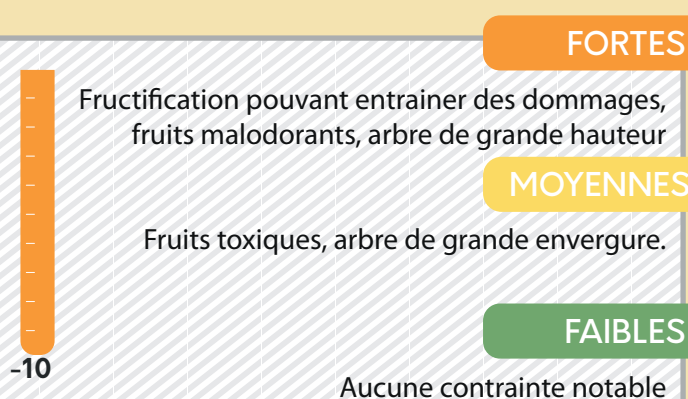 FORTES
Fructification pouvant entrainer des dommages,
fruits malodorants, arbre de grande hauteur
MOYENNES
Fruits toxiques, arbre de grande envergure.
FAIBLES
-10
Aucune contrainte notable